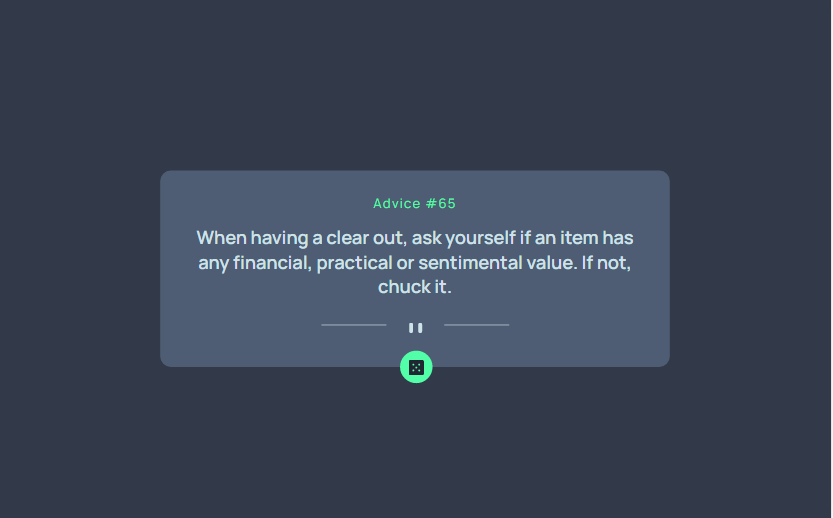 Advice #65
When having a clear out, ask yourself if an item has
any financial, practical or sentimental value. If not,
chuck it.